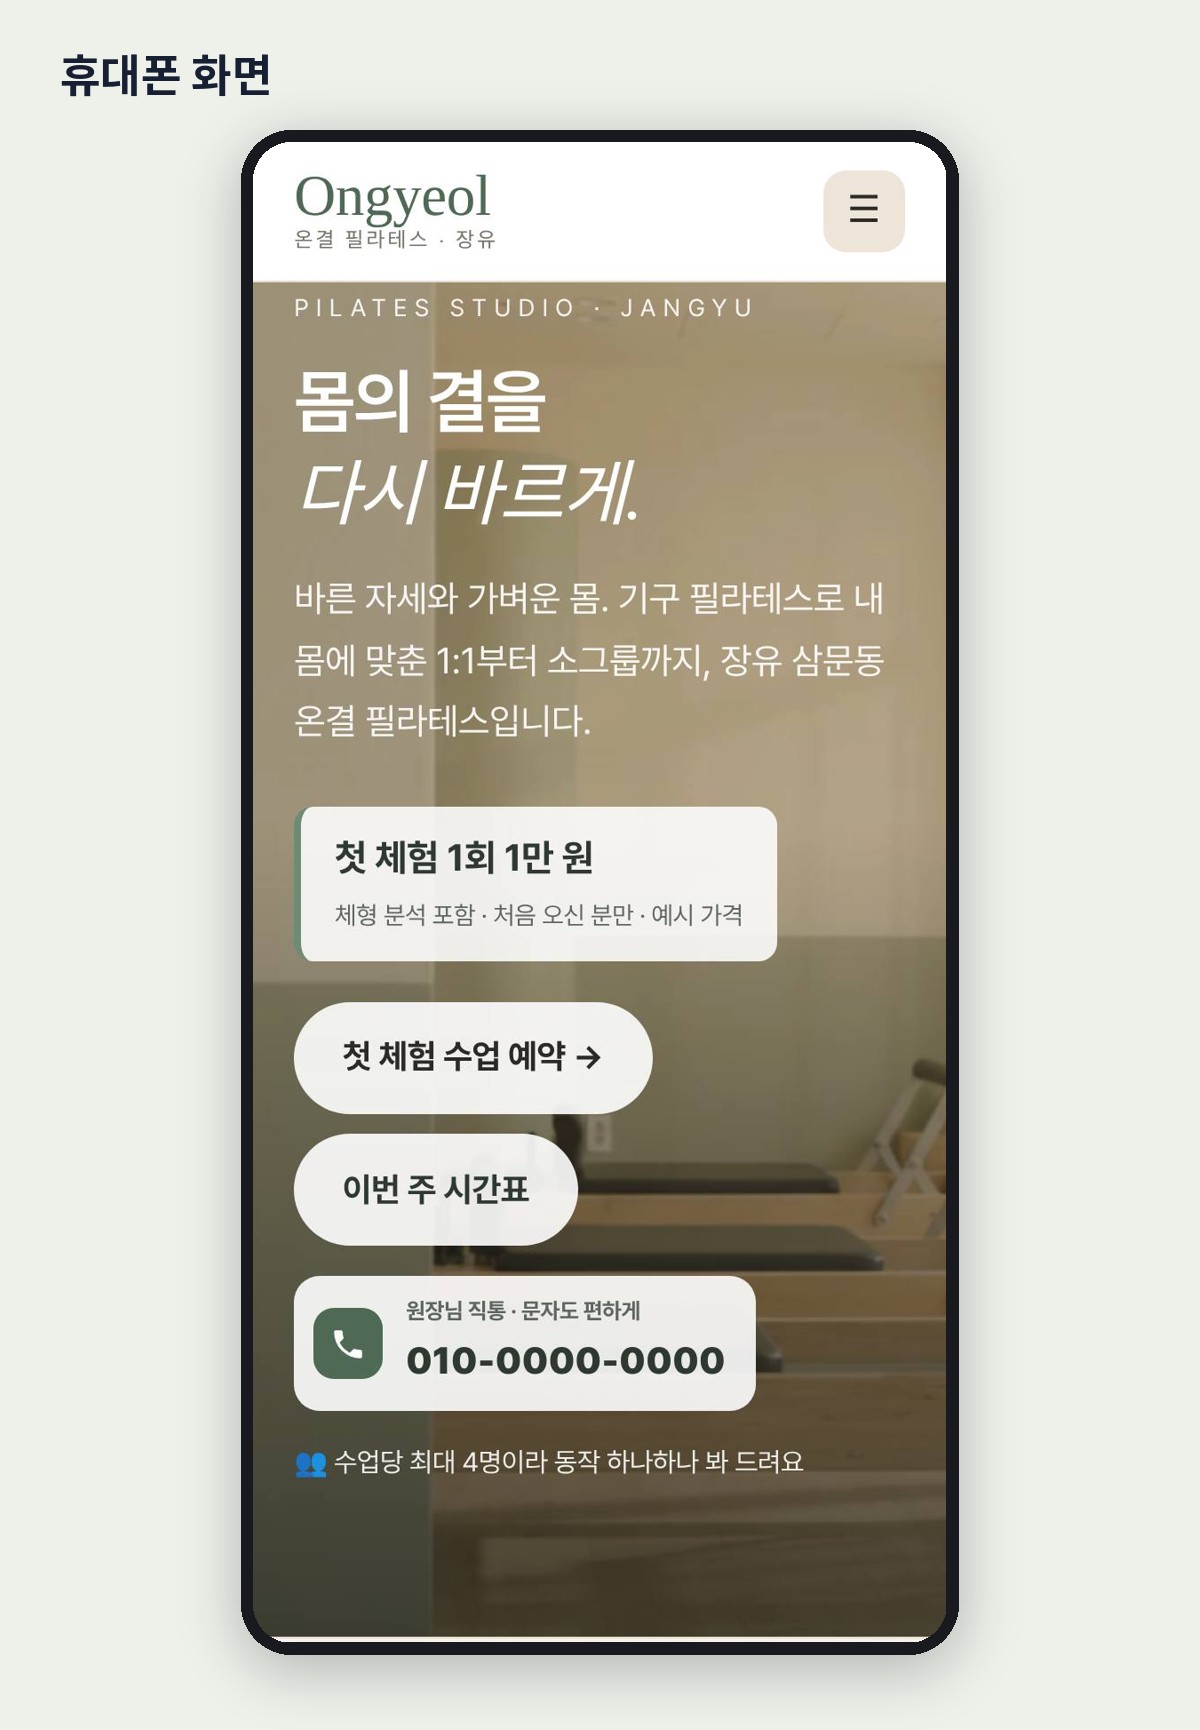 휴대폰 화면
Ongyeol
온결 필라테스 · 장유
PILATES STUDIO · JANGYU
몸의 결을
다시 바르게.
바른 자세와 가벼운 몸. 기구 필라테스로 내
몸에 맞춘 1:1부터 소그룹까지, 장유 삼문동
온결 필라테스입니다.
첫 체험 1회 1만 원
체형 분석 포함 · 처음 오신 분만 · 예시 가격
첫 체험 수업 예약 →
이번 주 시간표
원장님 직통 · 문자도 편하게
010-0000-0000
👥 수업당 최대 4명이라 동작 하나하나 봐 드려요